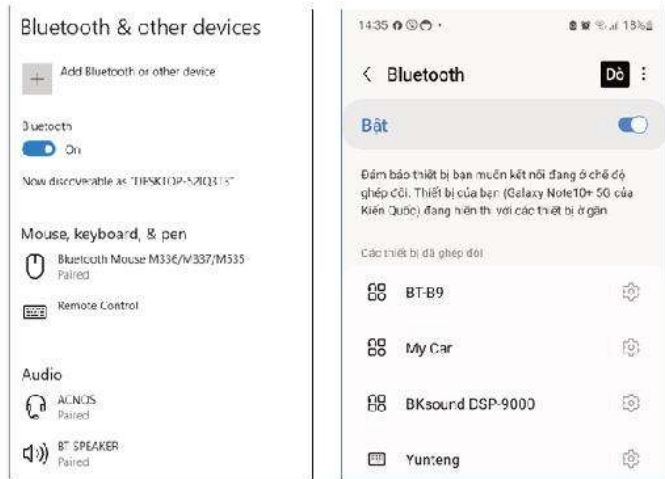 Bluetooth & other devices
Add Bluetooth or other device
Bluetooth
On
Now discoverable as
Mouse, keyboard, & pen
Bluetooth Mouse M336/M337/M535
Paired
Remote Control
Audio
ACNOS
Paired
BT SPEAKER
Paired
14:35
18%
Bluetooth
Dò
Bật
Đảm bảo thiết bị bạn muốn kết nối đang ở chế độ
ghép đôi. Thiết bị của bạn (Galaxy Note10+ 5G của
Kiến Quốc) đang hiện thị với các thiết bị ở gần
Các thiết bị đã ghép đôi
BT-B9
My Car
BKsound DSP-9000
Yunteng